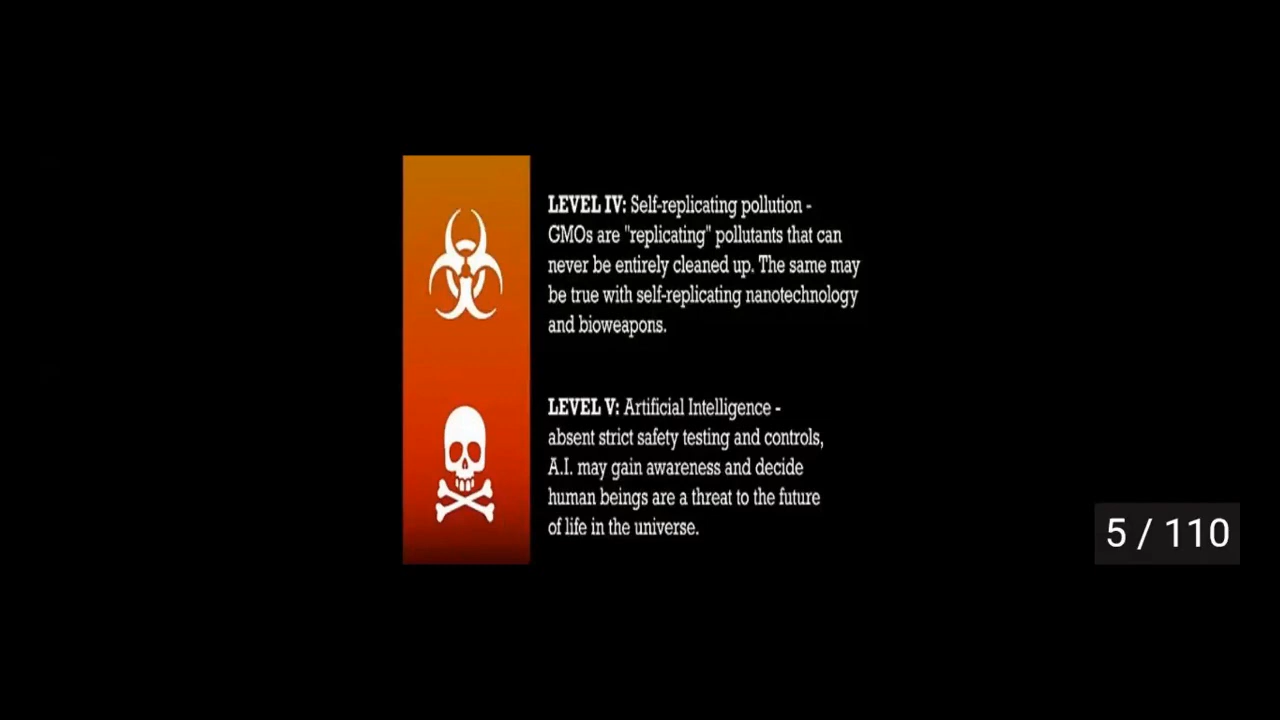 LEVEL IV: Self-replicating pollution -
GMOs are "replicating" pollutants that can
never be entirely cleaned up. The same may
be true with self-replicating nanotechnology
and bioweapons.
LEVEL V: Artificial Intelligence -
absent strict safety testing and controls,
A.I. may gain awareness and decide
human beings are a threat to the future
of life in the universe.
5 / 110